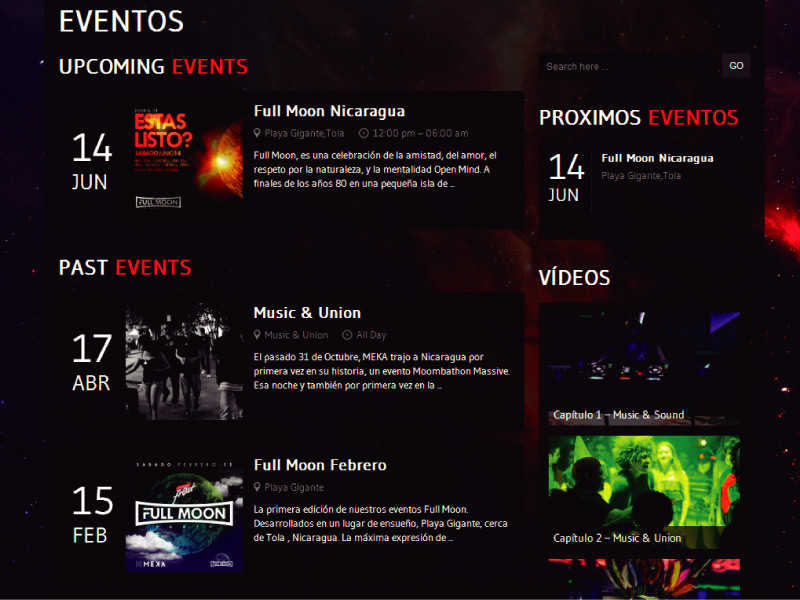 EVENTOS
UPCOMING EVENTS
14
JUN
ESTAS
LISTO?
SABADO JUNIO 14
FULL MOON
Full Moon Nicaragua
Playa Gigante,Tola 12:00 pm – 06:00 am
Full Moon, es una celebración de la amistad, del amor, el
respeto por la naturaleza, y la mentalidad Open Mind. A
finales de los años 80 en una pequeña isla de ...
PAST EVENTS
17
ABR
Music & Union
Music & Union All Day
El pasado 31 de Octubre, MEKA trajo a Nicaragua por
primera vez en su historia, un evento Moombathon Massive.
Esa noche y también por primera vez en la ...
15
FEB
SABADO FEBRERO
FULL MOON
MEKA
Full Moon Febrero
Playa Gigante
La primera edición de nuestros eventos Full Moon.
Desarrollados en un lugar de ensueño, Playa Gigante, cerca
de Tola , Nicaragua. La máxima expresión de ...
Search here ... GO
PROXIMOS EVENTOS
14
JUN
Full Moon Nicaragua
Playa Gigante,Tola
VÍDEOS
Capítulo 1 – Music & Sound
Capítulo 2 – Music & Union